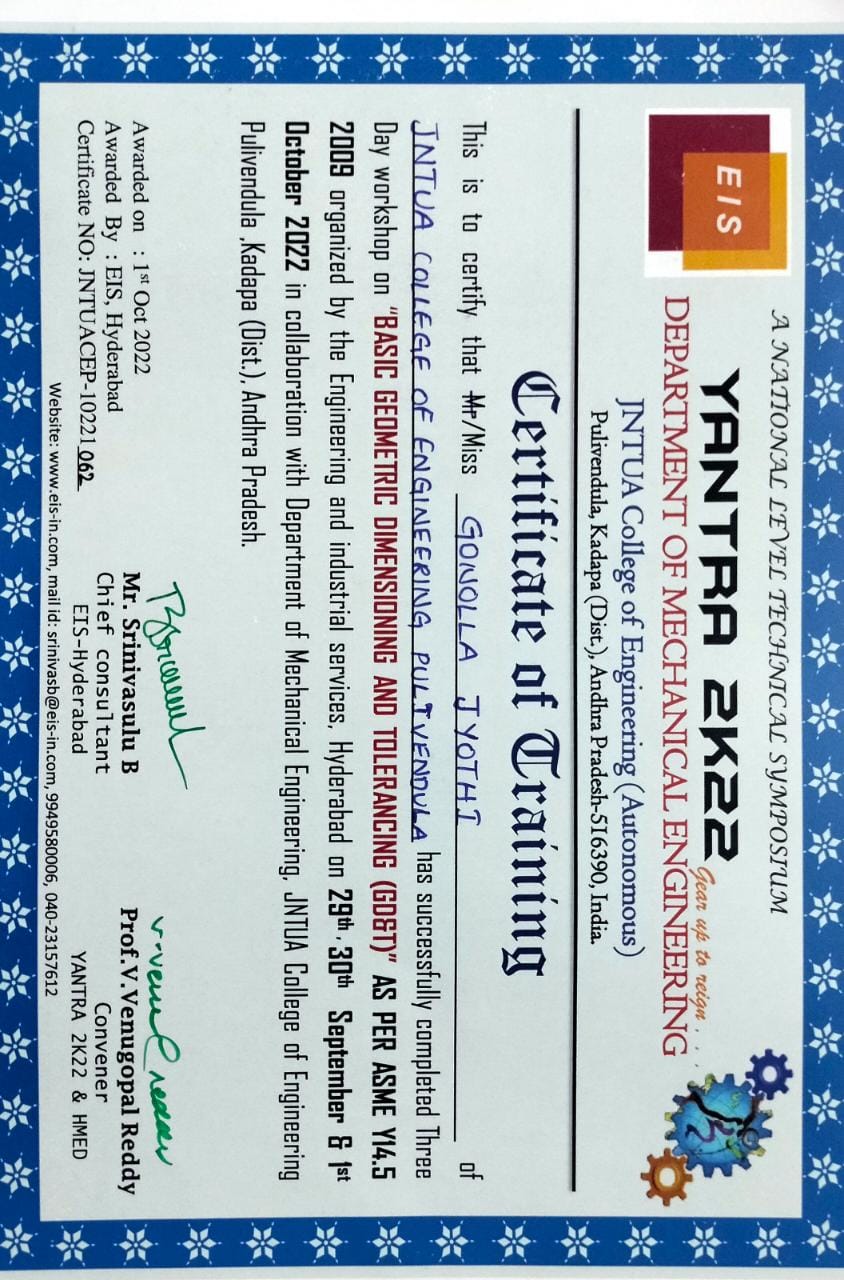 EIS
A NATIONAL LEVEL TECHNICAL SYMPOSIUM
YANTRA 2K22
Gear up to reign . . .
DEPARTMENT OF MECHANICAL ENGINEERING
JNTUA College of Engineering (Autonomous)
Pulivendula, Kadapa (Dist.), Andhra Pradesh-516390, India.
Certificate of Training
This is to certify that Mr/Miss GONOLLA JYOTHI of
JNTUA COLLEGE OF ENGINEERING PULIVENDULA has successfully completed Three
Day workshop on "BASIC GEOMETRIC DIMENSIONING AND TOLERANCING (GD&T)" AS PER ASME Y14.5
2009 organized by the Engineering and industrial services, Hyderabad on 29th, 30th September & 1st
October 2022 in collaboration with Department of Mechanical Engineering, JNTUA College of Engineering
Pulivendula ,Kadapa (Dist.), Andhra Pradesh.
V. Venu reddy
Awarded on : 1st Oct 2022
Awarded By : EIS, Hyderabad
Certificate NO: JNTUACEP-10221 062
Mr. Srinivasulu B
Chief consultant
EIS-Hyderabad
Prof.V.Venugopal Reddy
Convener
YANTRA 2K22 & HMED
Website: www.eis-in.com, mail id: srinivasb@eis-in.com, 9949580006, 040-23157612